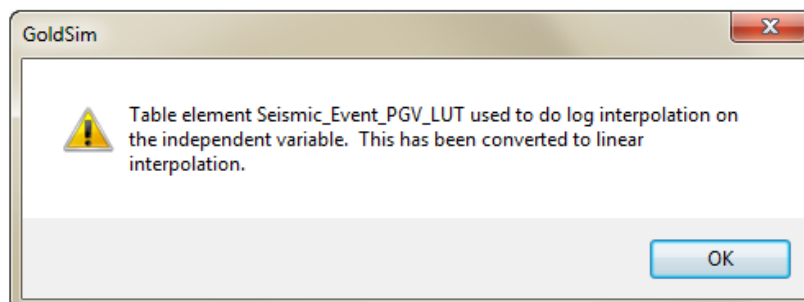 GoldSim
Table element Seismic_Event_PGV_LUT used to do log interpolation on
the independent variable.  This has been converted to linear
interpolation.
OK